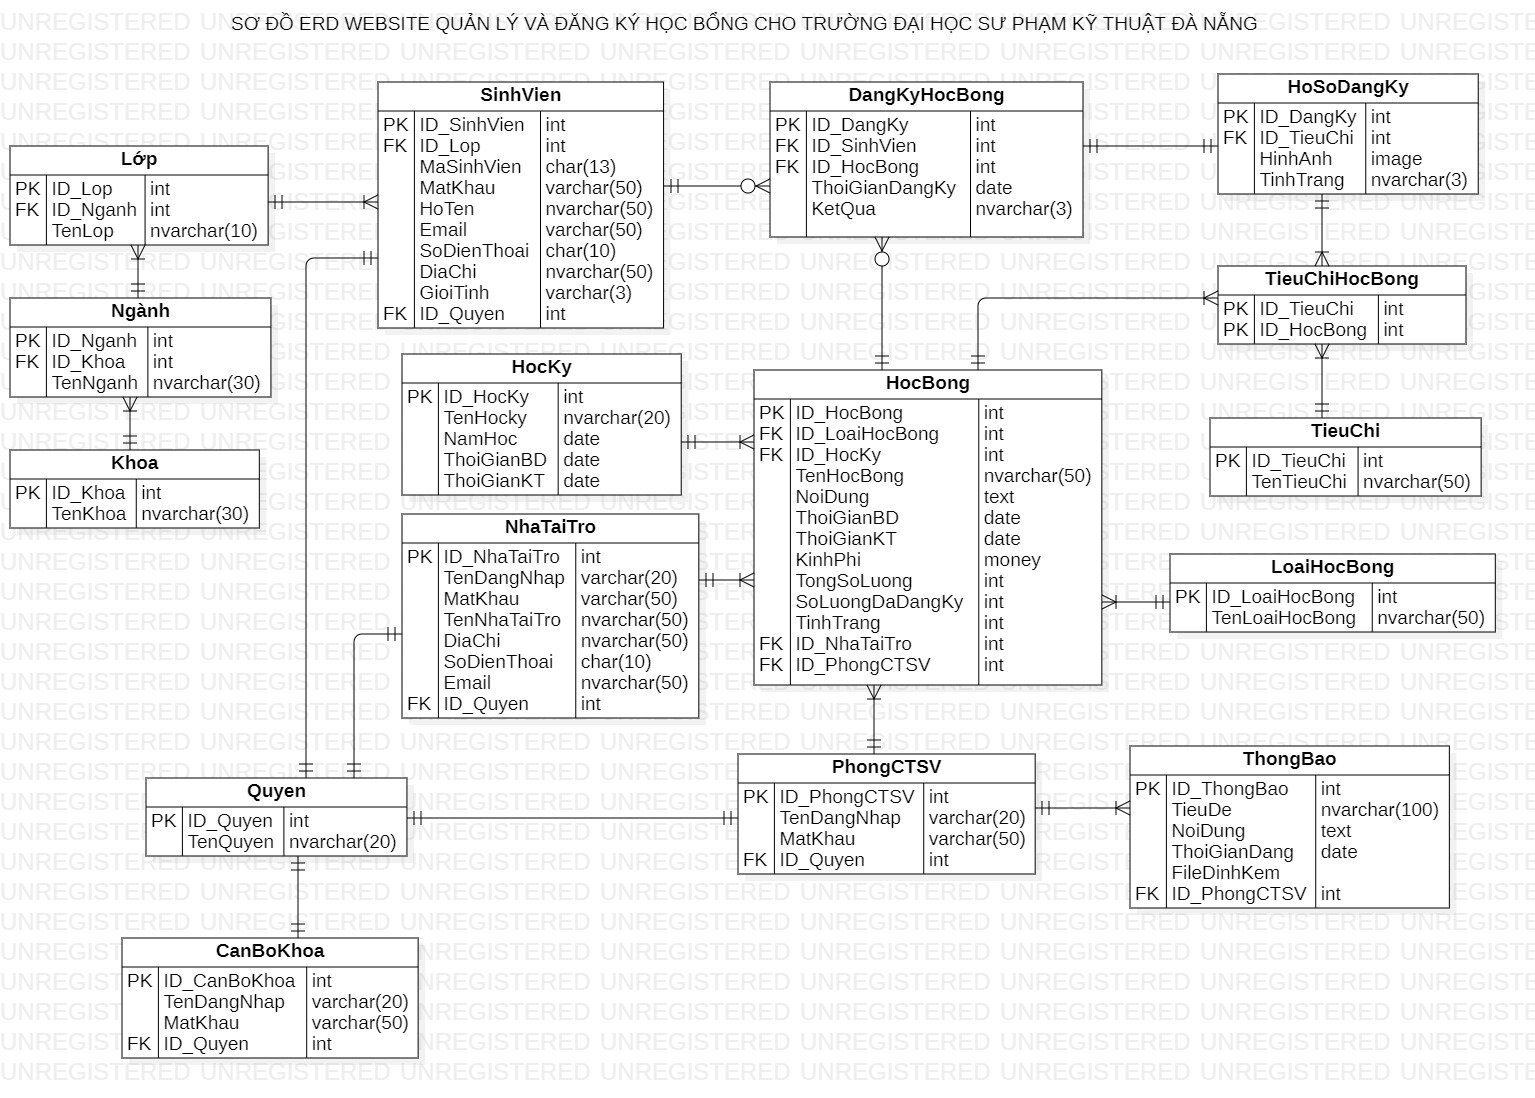 SƠ ĐỒ ERD WEBSITE QUẢN LÝ VÀ ĐĂNG KÝ HỌC BỔNG CHO TRƯỜNG ĐẠI HỌC SƯ PHẠM KỸ THUẬT ĐÀ NẴNG
Lớp
PK ID_Lop int
FK ID_Nganh int
TenLop nvarchar(10)
Ngành
PK ID_Nganh int
FK ID_Khoa int
TenNganh nvarchar(30)
Khoa
PK ID_Khoa int
TenKhoa nvarchar(30)
SinhVien
PK ID_SinhVien int
FK ID_Lop int
MaSinhVien char(13)
MatKhau varchar(50)
HoTen nvarchar(50)
Email varchar(50)
SoDienThoai char(10)
DiaChi nvarchar(50)
GioiTinh varchar(3)
FK ID_Quyen int
HocKy
PK ID_HocKy int
TenHocky nvarchar(20)
NamHoc date
ThoiGianBD date
ThoiGianKT date
NhaTaiTro
PK ID_NhaTaiTro int
TenDangNhap varchar(20)
MatKhau varchar(50)
TenNhaTaiTro nvarchar(50)
DiaChi nvarchar(50)
SoDienThoai char(10)
Email nvarchar(50)
FK ID_Quyen int
DangKyHocBong
PK ID_DangKy int
FK ID_SinhVien int
FK ID_HocBong int
ThoiGianDangKy date
KetQua nvarchar(3)
HocBong
PK ID_HocBong int
FK ID_LoaiHocBong int
FK ID_HocKy int
TenHocBong nvarchar(50)
NoiDung text
ThoiGianBD date
ThoiGianKT date
KinhPhi money
TongSoLuong int
SoLuongDaDangKy int
TinhTrang int
FK ID_NhaTaiTro int
FK ID_PhongCTSV int
HoSoDangKy
PK ID_DangKy int
FK ID_TieuChi int
HinhAnh image
TinhTrang nvarchar(3)
TieuChiHocBong
PK ID_TieuChi int
PK ID_HocBong int
TieuChi
PK ID_TieuChi int
TenTieuChi nvarchar(50)
LoaiHocBong
PK ID_LoaiHocBong int
TenLoaiHocBong nvarchar(50)
Quyen
PK ID_Quyen int
TenQuyen nvarchar(20)
PhongCTSV
PK ID_PhongCTSV int
TenDangNhap varchar(20)
MatKhau varchar(50)
FK ID_Quyen int
ThongBao
PK ID_ThongBao int
TieuDe nvarchar(100)
NoiDung text
ThoiGianDang date
FileDinhKem
FK ID_PhongCTSV int
CanBoKhoa
PK ID_CanBoKhoa int
TenDangNhap varchar(20)
MatKhau varchar(50)
FK ID_Quyen int